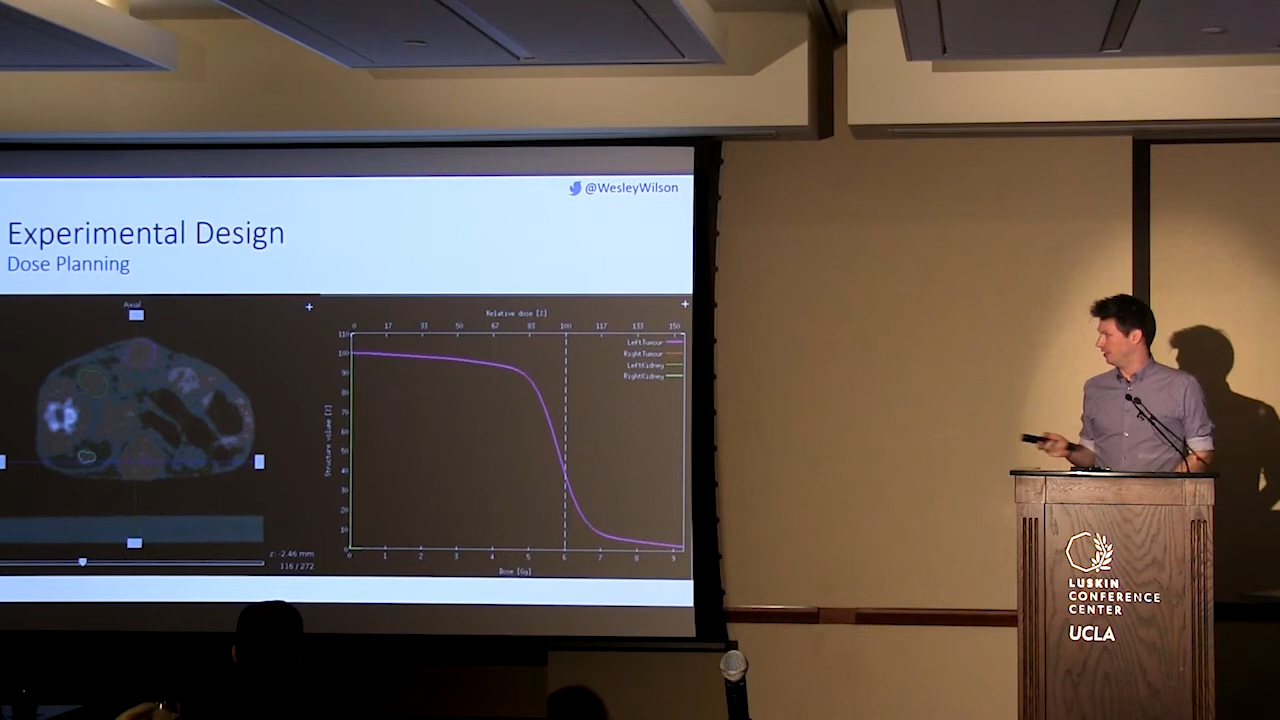 @WesleyWilson
Experimental Design
Dose Planning
Axial
Relative dose [%]
0 17 33 50 67 83 100 117 133 150
110
100
90
80
70
60
50
40
30
20
10
0
Structure volume [%]
LeftTumour
RightTumour
LeftKidney
RightKidney
0 1 2 3 4 5 6 7 8 9
Dose [Gy]
z: -2.46 mm
116 / 272
LUSKIN
CONFERENCE
CENTER
UCLA